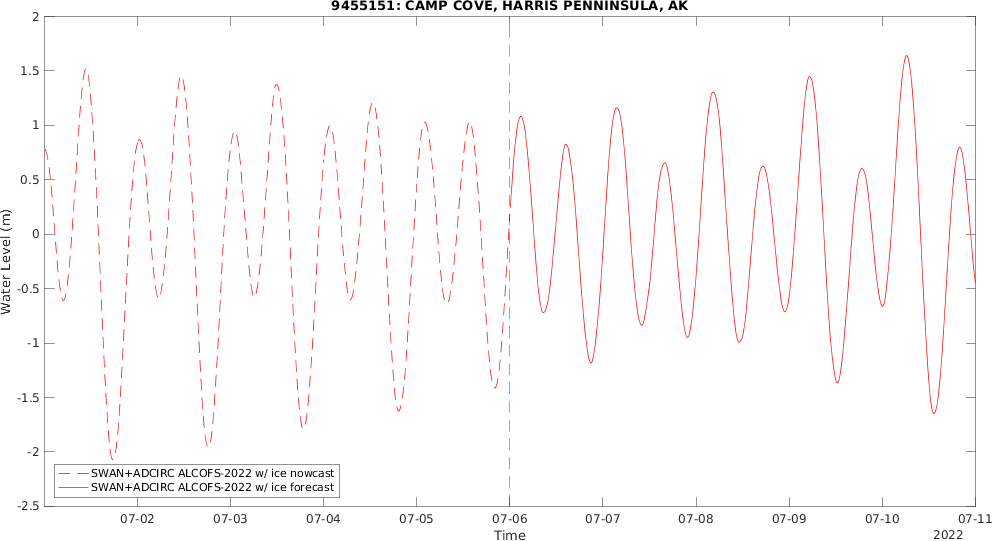 9455151: CAMP COVE, HARRIS PENNINSULA, AK
2
1.5
1
0.5
0
-0.5
-1
-1.5
-2
-2.5
Water Level (m)
SWAN+ADCIRC ALCOFS-2022 w/ ice nowcast
SWAN+ADCIRC ALCOFS-2022 w/ ice forecast
07-02 07-03 07-04 07-05 07-06 07-07 07-08 07-09 07-10 07-11
Time
2022